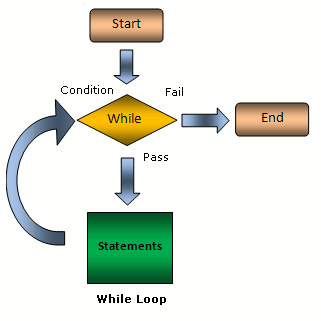 Start
Condition
Fail
While
End
Pass
Statements
While Loop